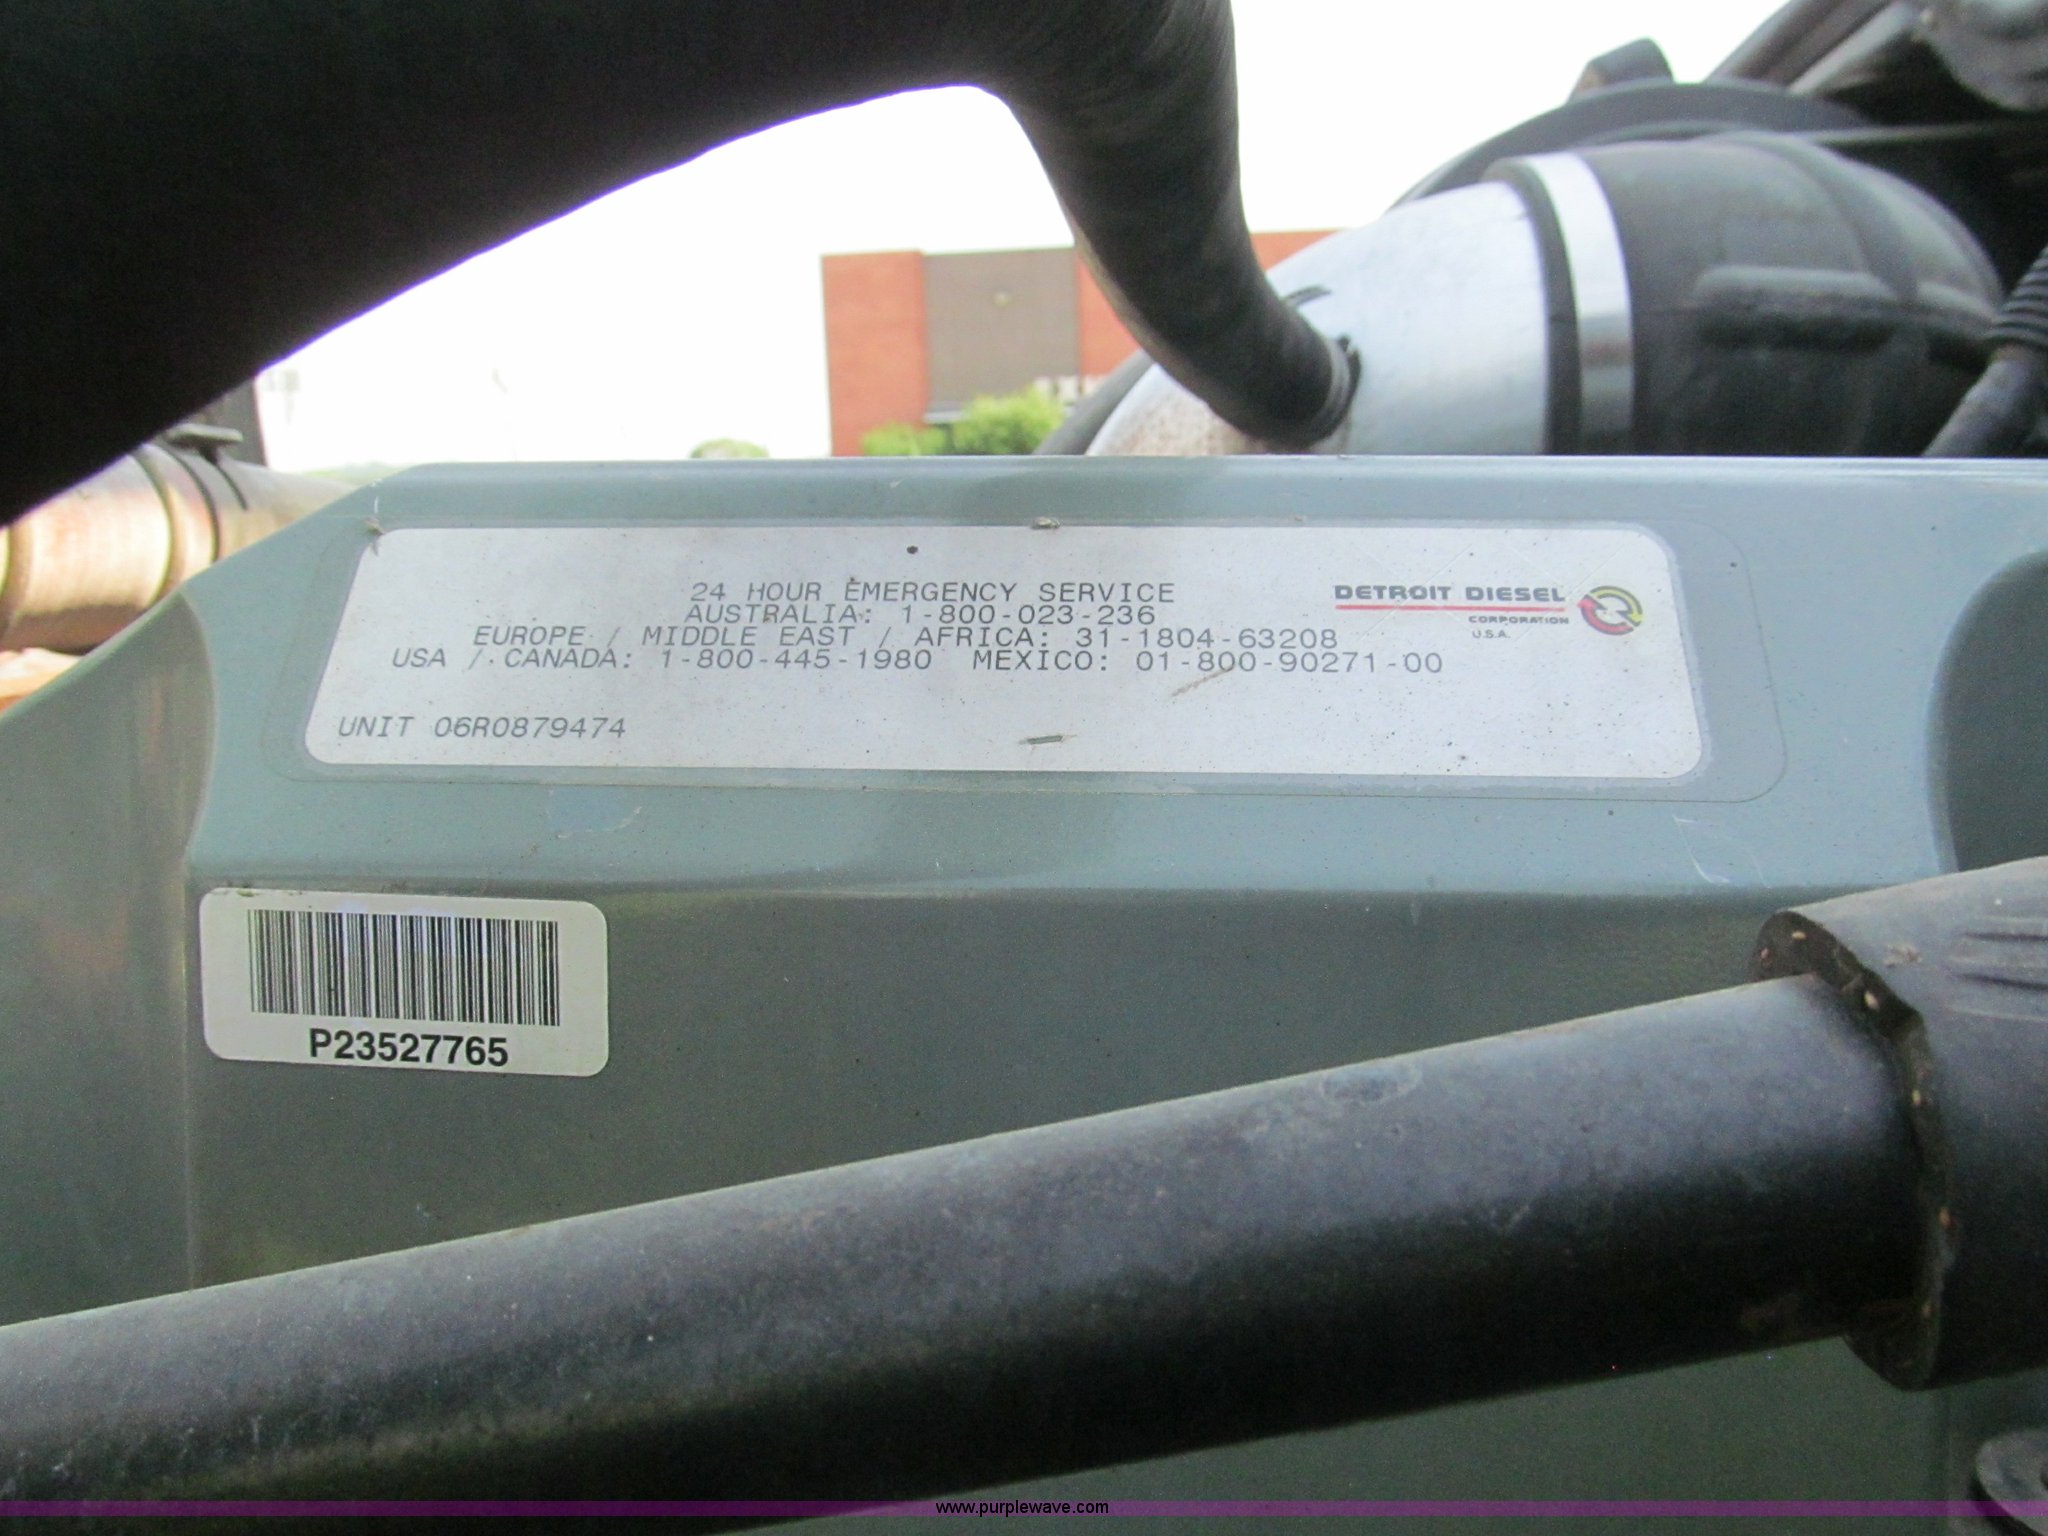 24 HOUR EMERGENCY SERVICE
AUSTRALIA: 1-800-023-236
EUROPE / MIDDLE EAST / AFRICA: 31-1804-63208
USA / CANADA: 1-800-445-1980 MEXICO: 01-800-90271-00
DETROIT DIESEL
CORPORATION
U.S.A.
UNIT 06R0879474
P23527765
www.purplewave.com